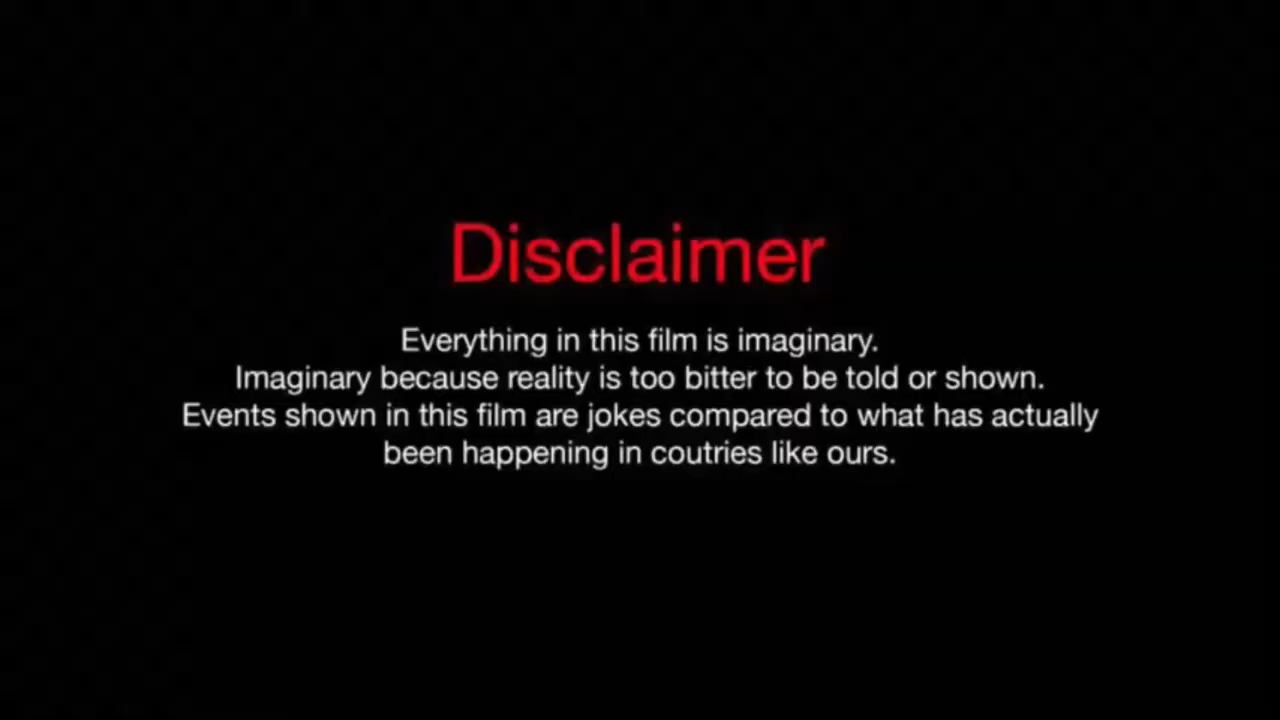 Disclaimer
Everything in this film is imaginary.
Imaginary because reality is too bitter to be told or shown.
Events shown in this film are jokes compared to what has actually
been happening in coutries like ours.